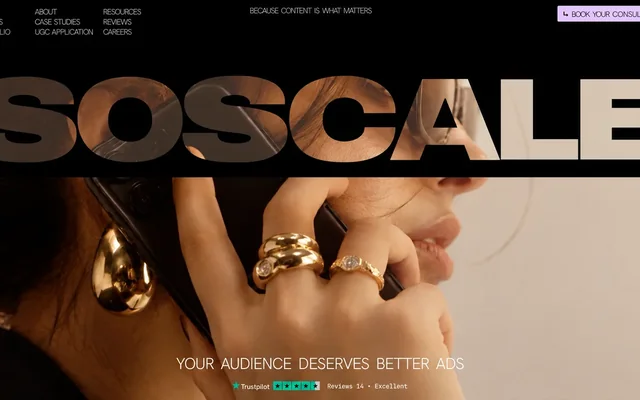 ABOUT
CASE STUDIES
UGC APPLICATION
RESOURCES
REVIEWS
CAREERS
BECAUSE CONTENT IS WHAT MATTERS
BOOK YOUR CONSUL
SOSCALE
YOUR AUDIENCE DESERVES BETTER ADS
Trustpilot Reviews 14 • Excellent